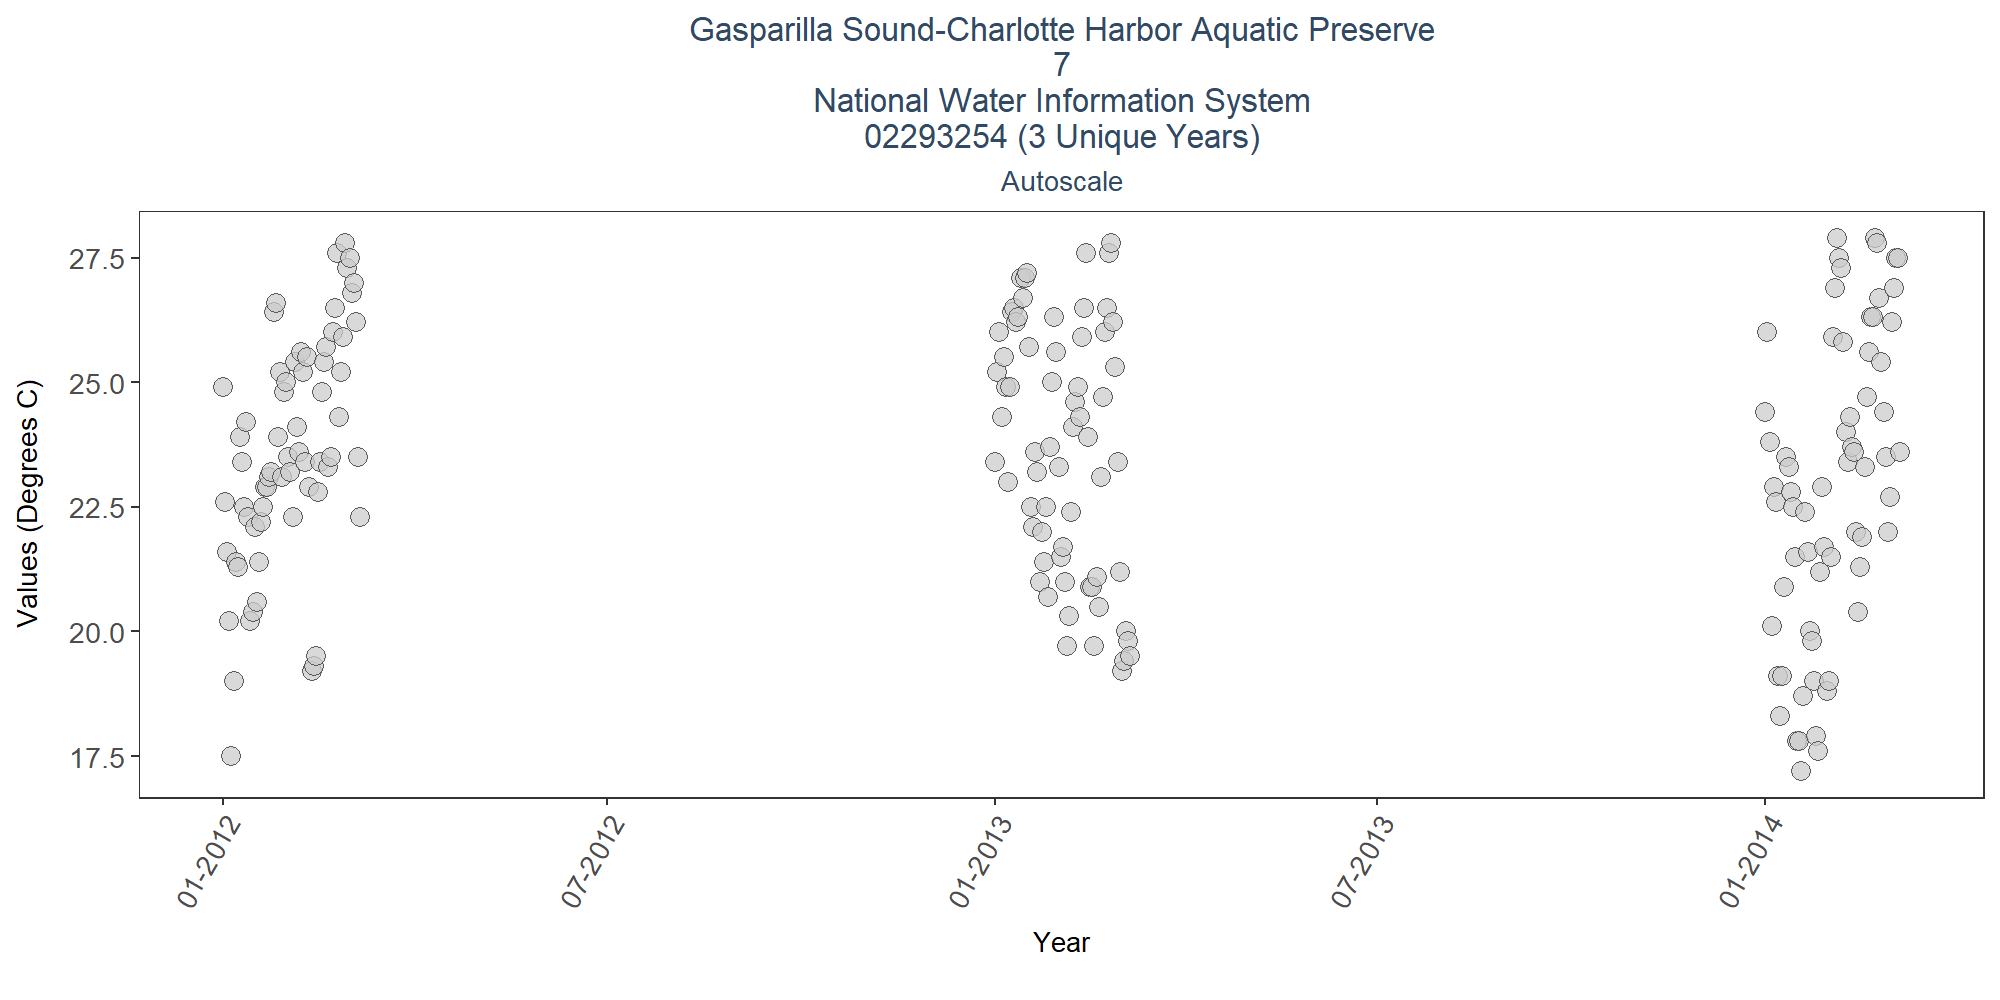 Gasparilla Sound-Charlotte Harbor Aquatic Preserve
7
National Water Information System
02293254 (3 Unique Years)
Autoscale
Values (Degrees C)
27.5
25.0
22.5
20.0
17.5
01-2012
07-2012
01-2013
07-2013
01-2014
Year